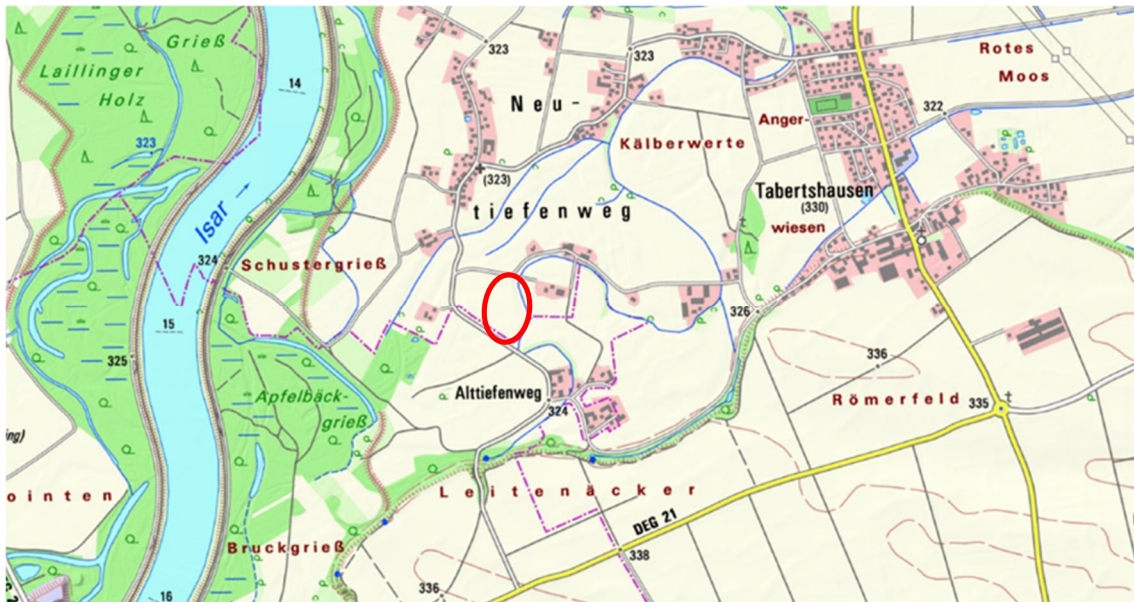 Grieß
Laillinger
Holz
323
14
323
323
Neu-
Rotes
Moos
322
Anger-
Kälberwerte
(323)
Tabertshausen
(330)
wiesen
tiefenweg
Isar
324
Schustergrieß
15
325
326
336
Apfelbäck-
grieß
Alttiefenweg
324
Römerfeld
335
ing)
ointen
Leitenäcker
DEG 21
Bruckgrieß
338
336
16